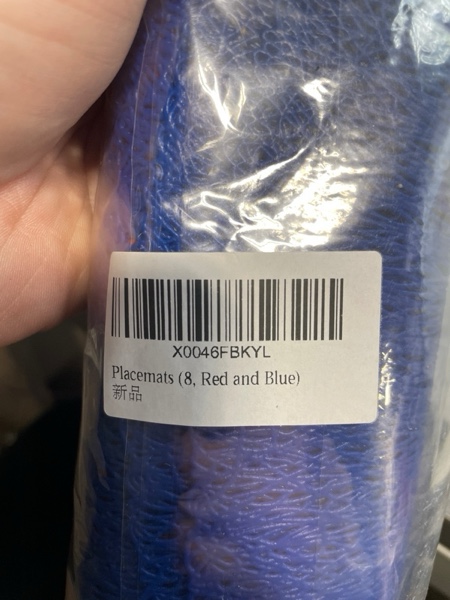 X0046FBKYL
Placemats (8, Red and Blue)
新品